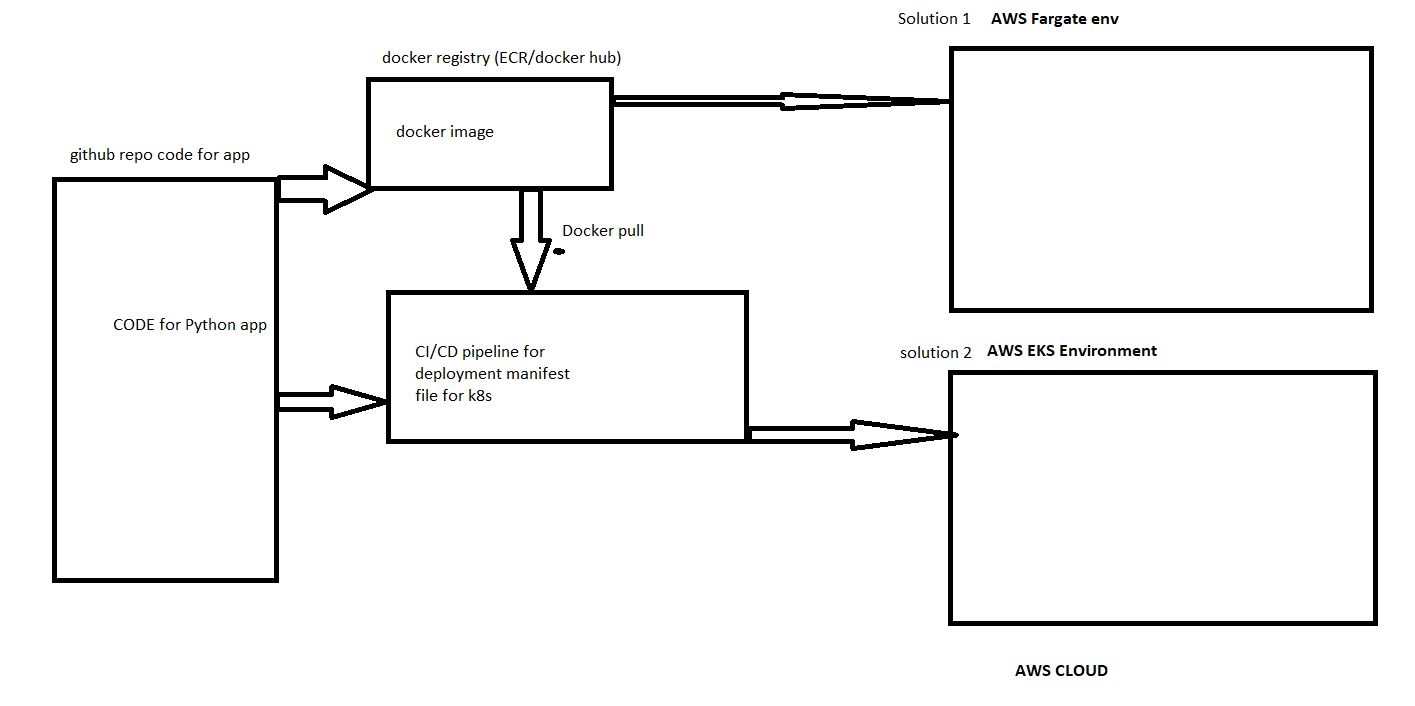 Solution 1 AWS Fargate env
docker registry (ECR/docker hub)
docker image
github repo code for app
Docker pull
CODE for Python app
CI/CD pipeline for
deployment manifest
file for k8s
solution 2 AWS EKS Environment
AWS CLOUD